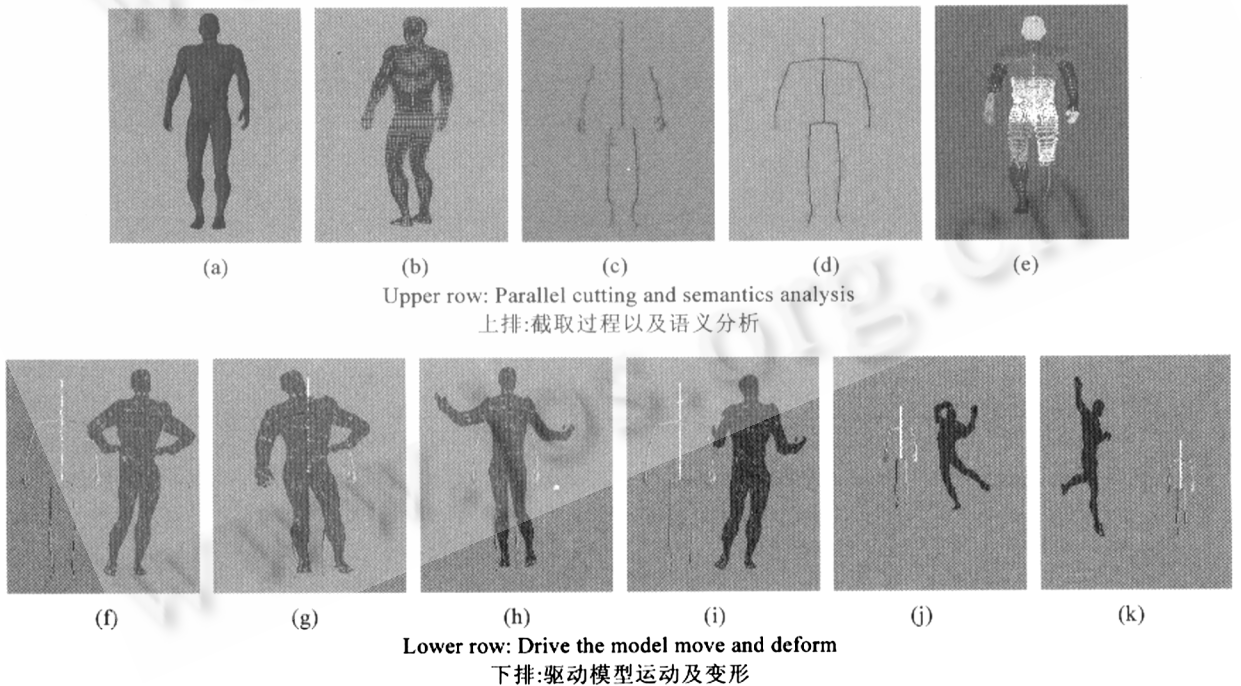 (a) (b) (c) (d) (e)
Upper row: Parallel cutting and semantics analysis
上排:截取过程以及语义分析
(f) (g) (h) (i) (j) (k)
Lower row: Drive the model move and deform
下排:驱动模型运动及变形